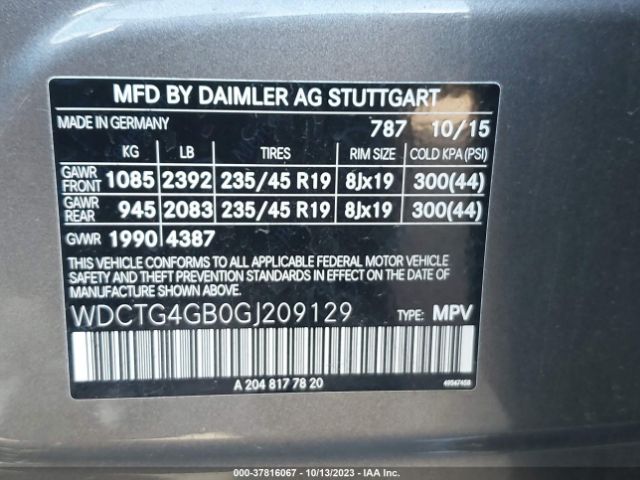 MFD BY DAIMLER AG STUTTGART
MADE IN GERMANY 787 10/15
KG LB TIRES RIM SIZE COLD KPA(PSI)
GAWR FRONT 1085 2392 235/45 R19 8Jx19 300(44)
GAWR REAR 945 2083 235/45 R19 8Jx19 300(44)
GVWR 1990 4387
THIS VEHICLE CONFORMS TO ALL APPLICABLE FEDERAL MOTOR VEHICLE
SAFETY AND THEFT PREVENTION STANDARDS IN EFFECT ON THE DATE OF
MANUFACTURE SHOWN ABOVE.
WDCTG4GB0GJ209129 TYPE: MPV
A 204 817 78 20
000-37816067 - 10/13/2023 - IAA Inc.